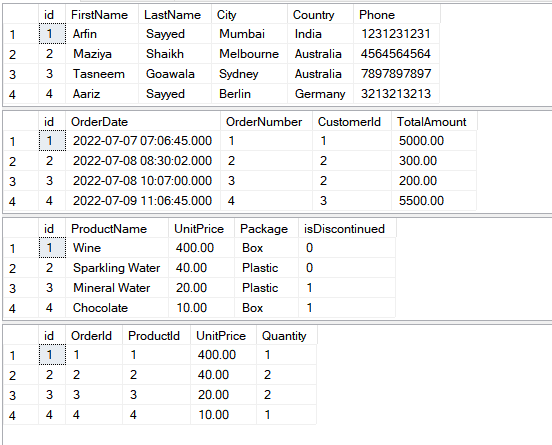 id FirstName LastName City Country Phone
1 1 Arfin Sayyed Mumbai India 1231231231
2 2 Maziya Shaikh Melbourne Australia 4564564564
3 3 Tasneem Goawala Sydney Australia 7897897897
4 4 Aariz Sayyed Berlin Germany 3213213213
id OrderDate OrderNumber CustomerId TotalAmount
1 1 2022-07-07 07:06:45.000 1 1 5000.00
2 2 2022-07-08 08:30:02.000 2 2 300.00
3 3 2022-07-08 10:07:00.000 3 2 200.00
4 4 2022-07-09 11:06:45.000 4 3 5500.00
id ProductName UnitPrice Package isDiscontinued
1 1 Wine 400.00 Box 0
2 2 Sparkling Water 40.00 Plastic 0
3 3 Mineral Water 20.00 Plastic 1
4 4 Chocolate 10.00 Box 1
id OrderId ProductId UnitPrice Quantity
1 1 1 1 400.00 1
2 2 2 2 40.00 2
3 3 3 3 20.00 2
4 4 4 4 10.00 1